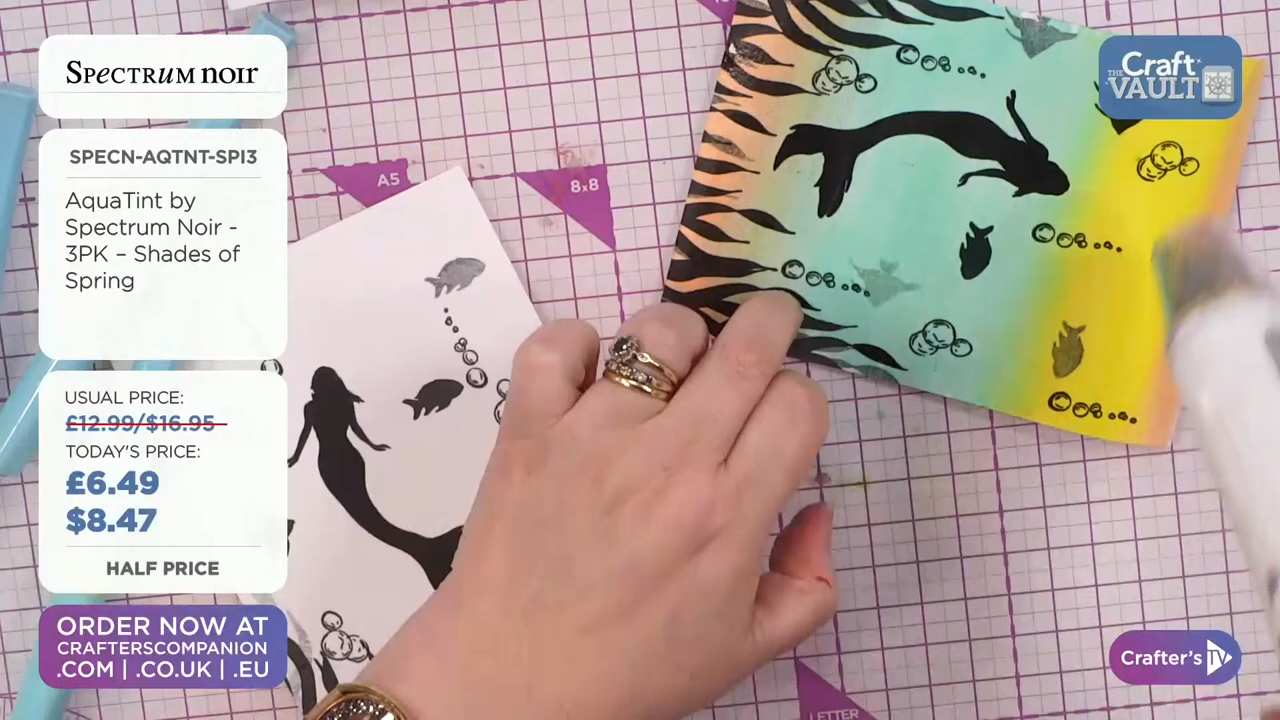 SPECTRUM NOIR
SPECN-AQTNT-SPI3
AquaTint by
Spectrum Noir -
3PK – Shades of
Spring
USUAL PRICE:
£12.99/$16.95
TODAY'S PRICE:
£6.49
$8.47
HALF PRICE
ORDER NOW AT
CRAFTERSCOMPANION
.COM | .CO.UK | .EU
A5
8x8
LETTER
THE Craft
VAULT
Crafter's TV